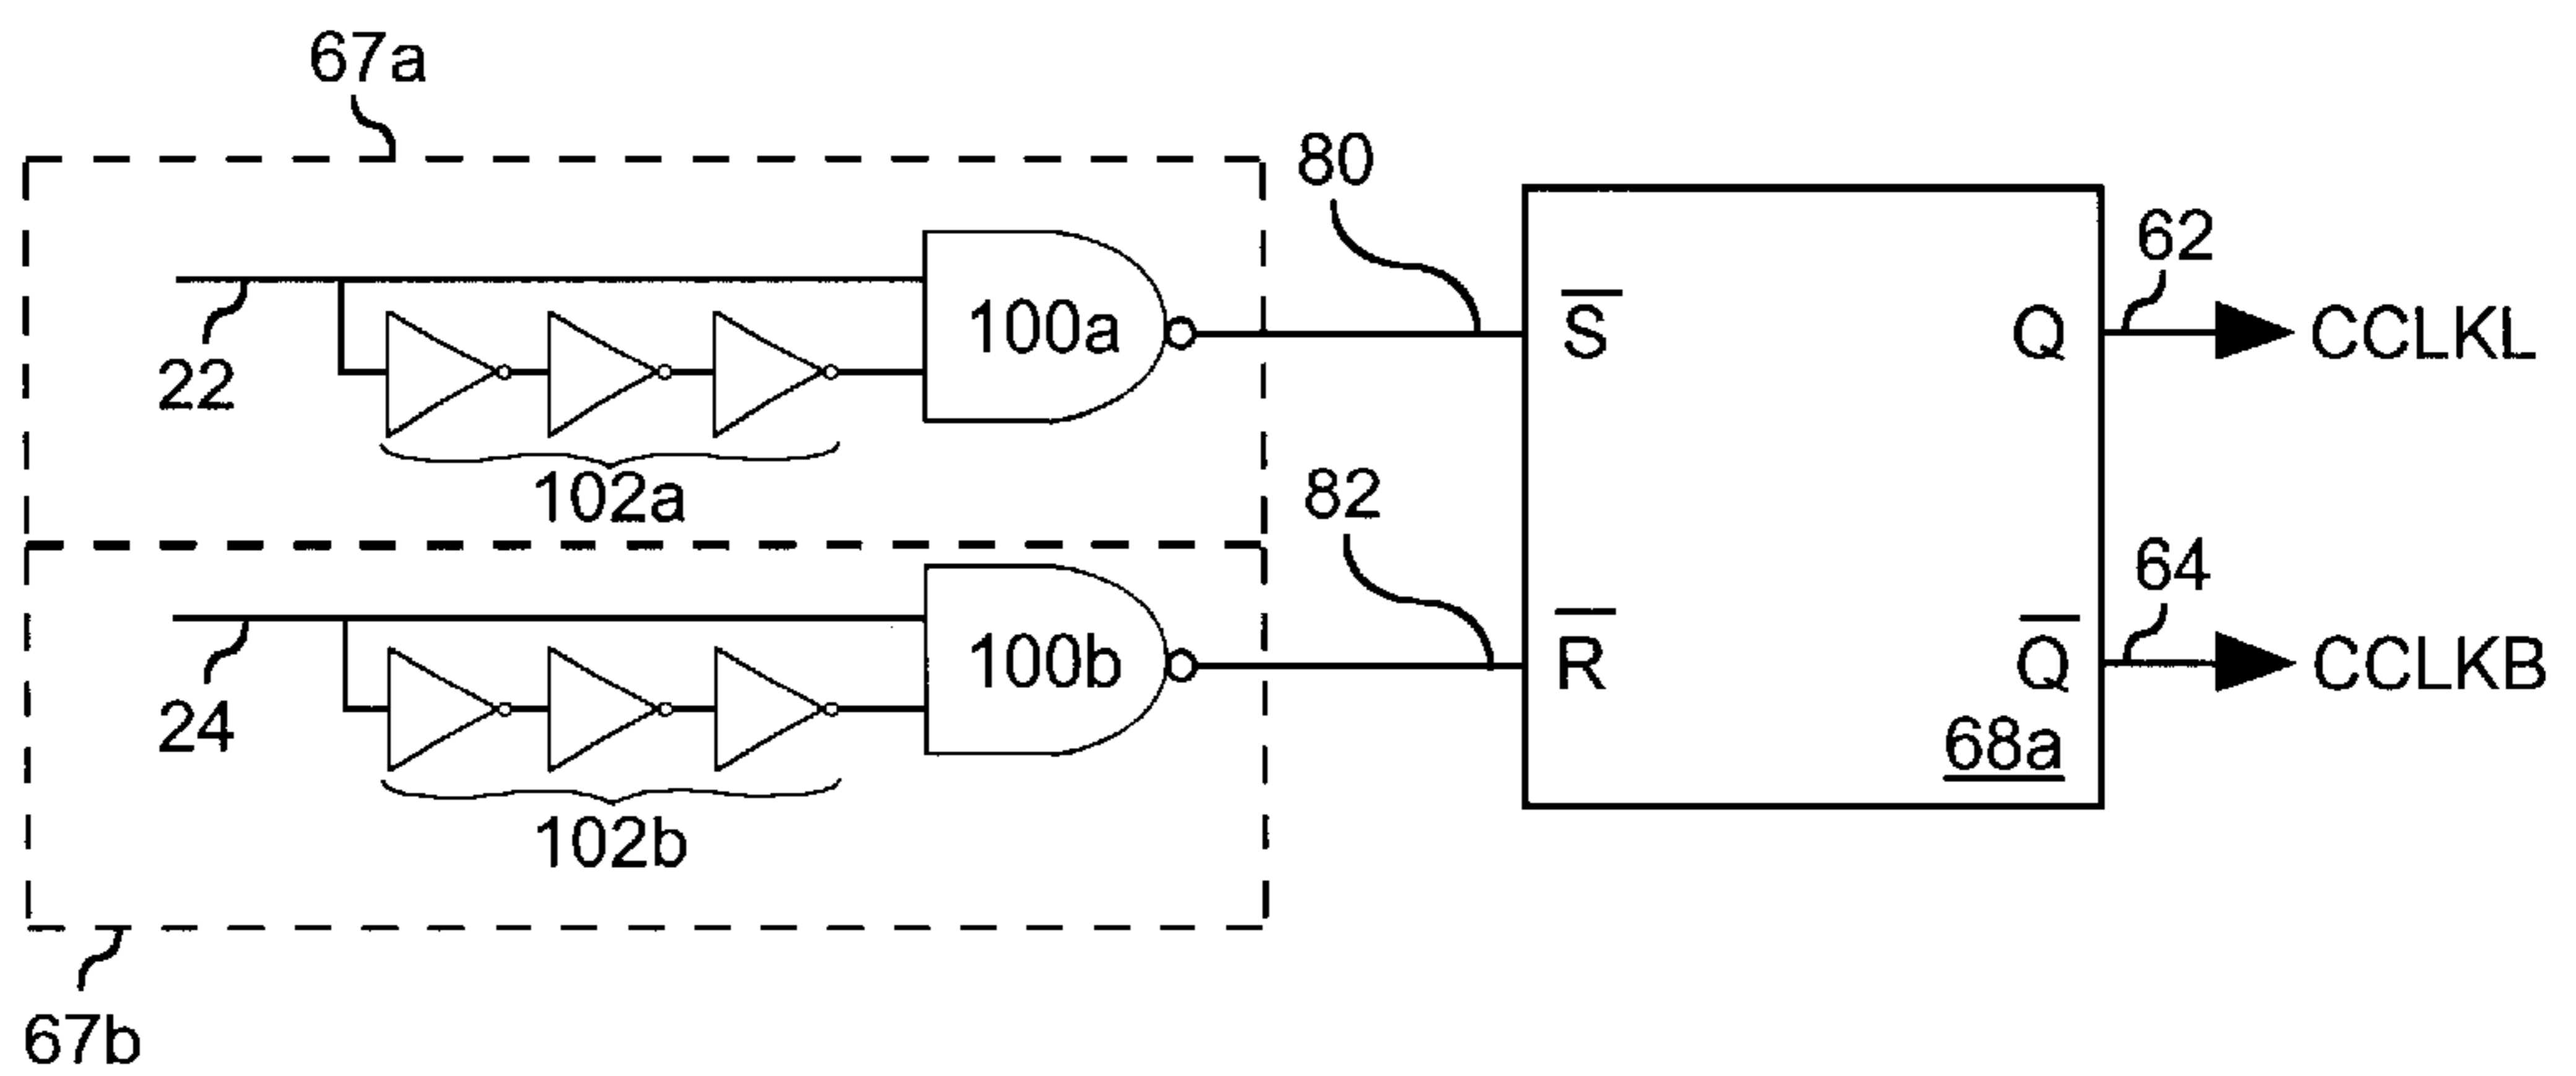 67a
80
62
S̅
100a
Q
CCLKL
22
102a
82
64
R̅
100b
Q̅
CCLKB
24
68a
102b
67b